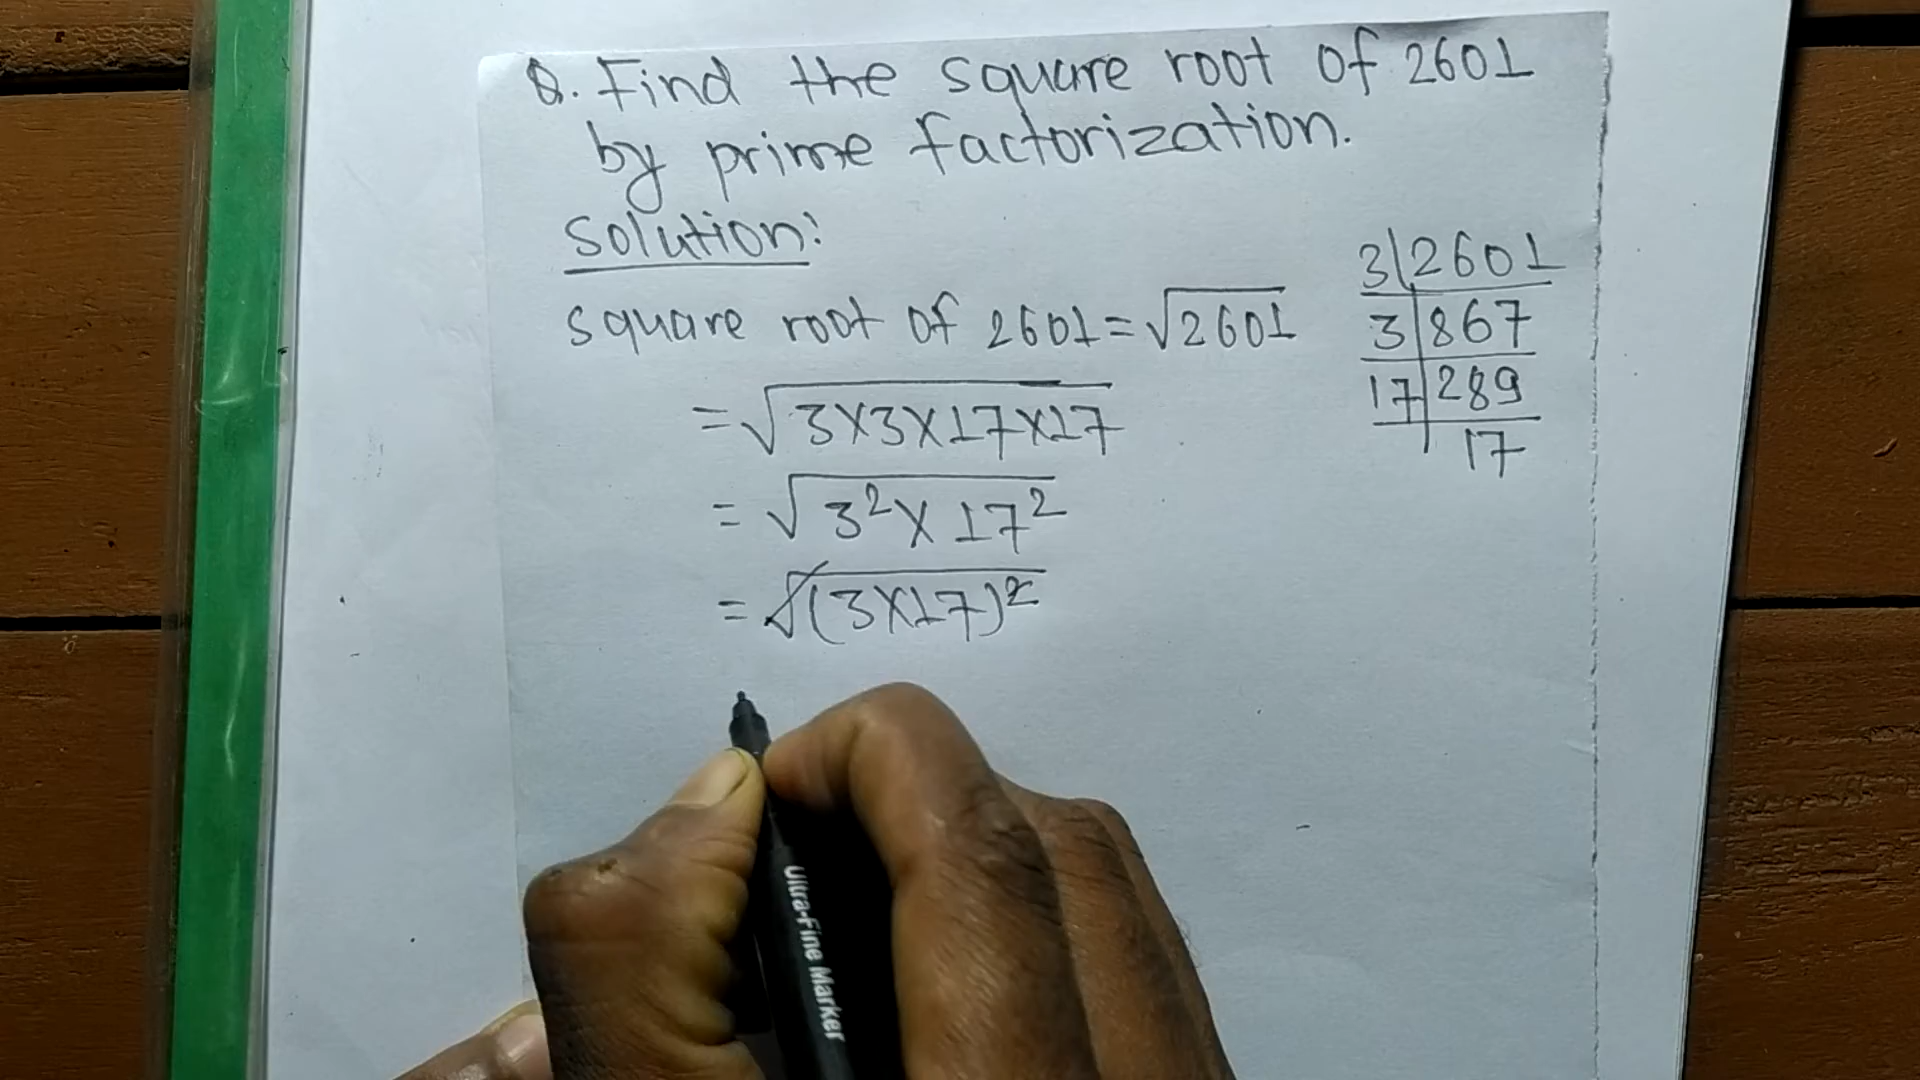 Q. Find the square root of 2601
by prime factorization.
Solution:
square root of 2601 = √2601
= √3×3×17×17
= √3²× 17²
= √(3×17)²
3|2601
3|867
17|289
17
Ultra-Fine Marker